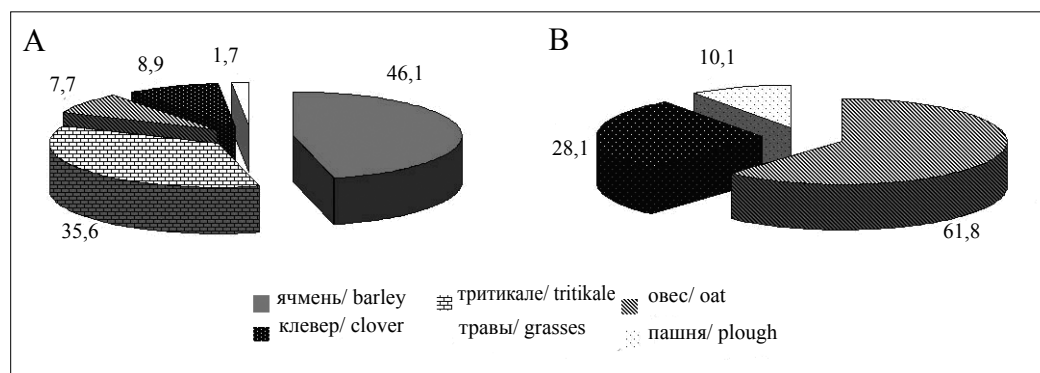 A
B
1,7
10,1
8,9
46,1
7,7
28,1
35,6
61,8
ячмень/ barley
тритикале/ tritikale
овес/ oat
клевер/ clover
травы/ grasses
пашня/ plough